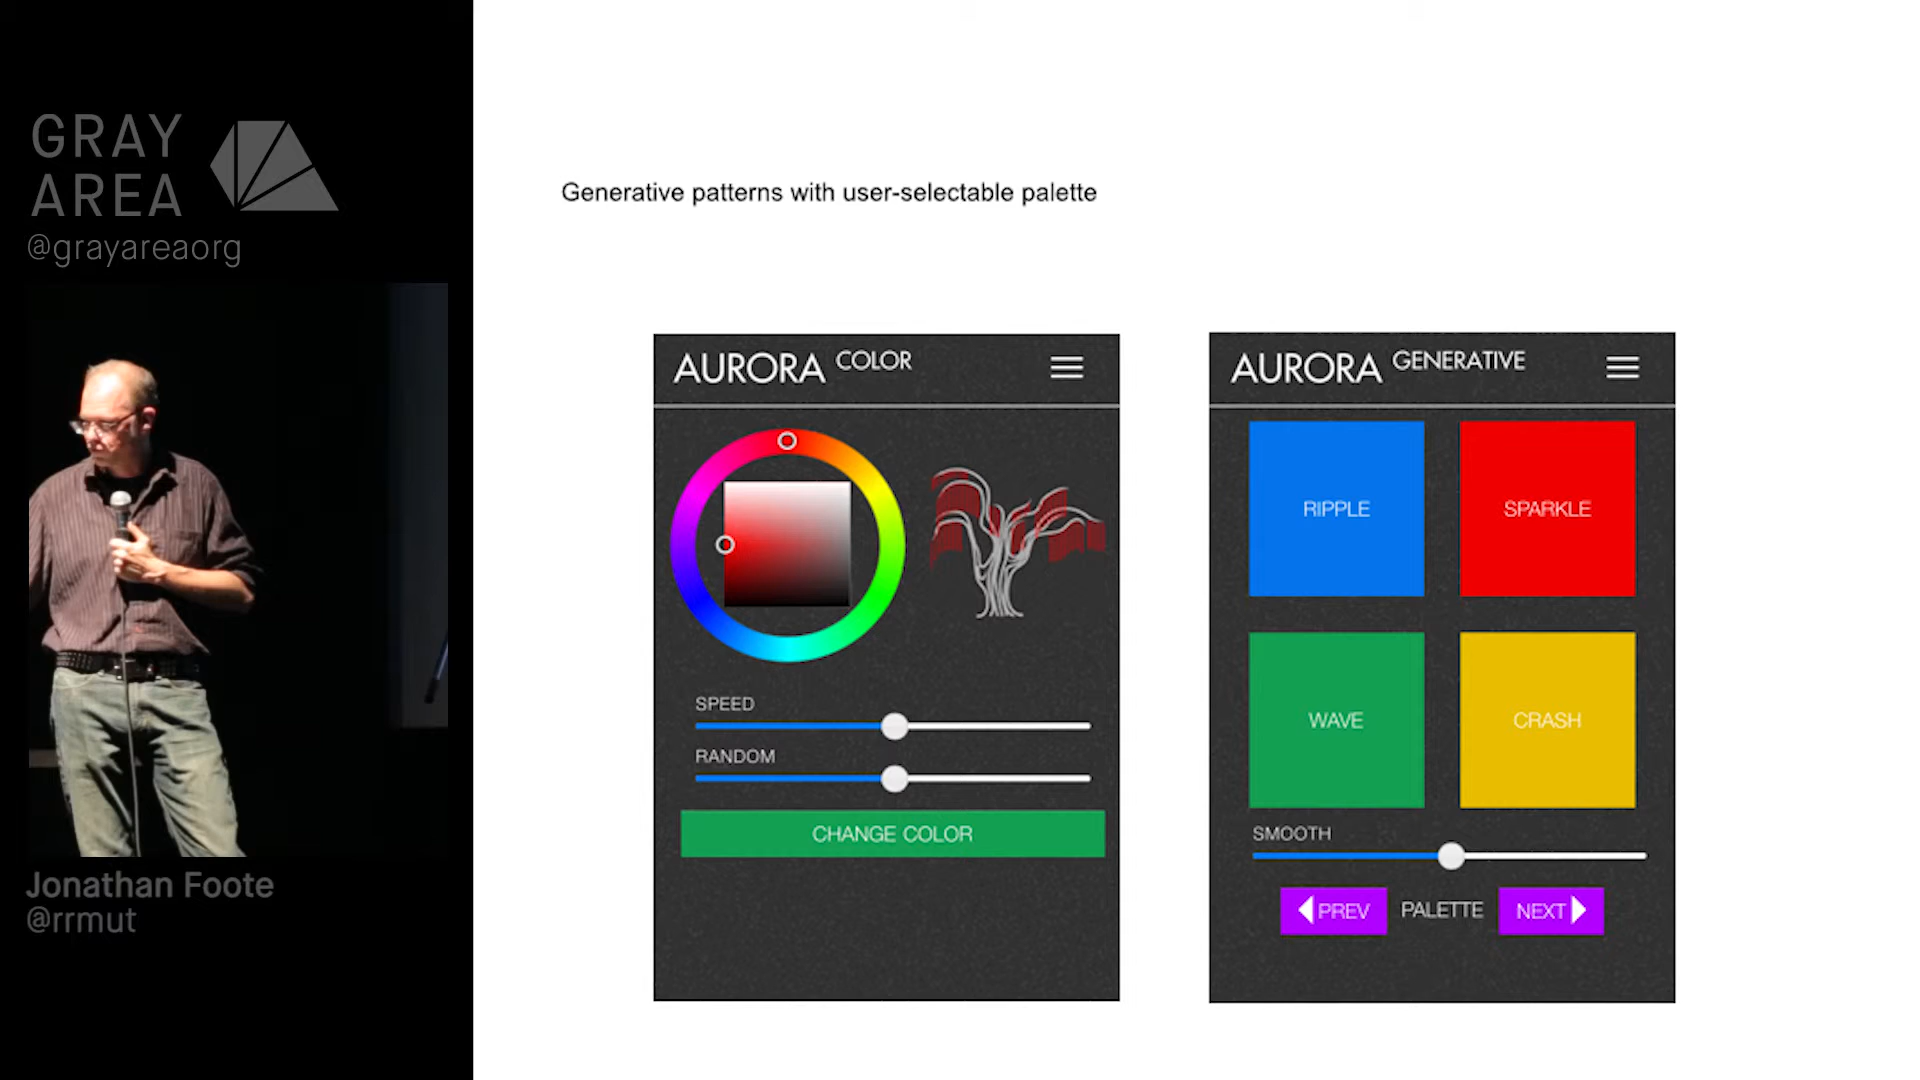 GRAY
AREA
@grayareaorg
Jonathan Foote
@rrmut
Generative patterns with user-selectable palette
AURORA COLOR
SPEED
RANDOM
CHANGE COLOR
AURORA GENERATIVE
RIPPLE
SPARKLE
WAVE
CRASH
SMOOTH
PREV PALETTE NEXT